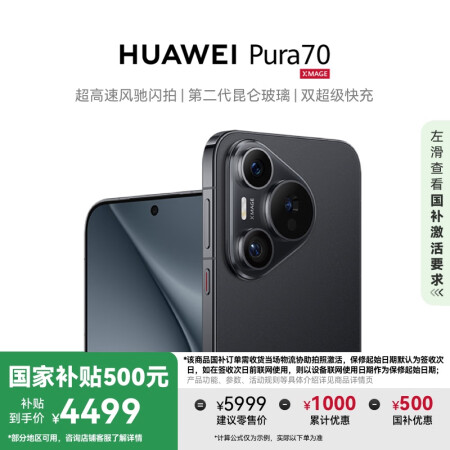 HUAWEI Pura70
XMAGE
超高速风驰闪拍 | 第二代昆仑玻璃 | 双超级快充
XMAGE
左滑查看国补激活要求
*该商品国补订单需收货当场物流协助拍照激活，保修起始日期默认为签收次
日，如在签收次日前联网使用，则以设备联网使用日期作为保修起始日期；
产品功能、参数、活动规则等具体介绍详见商品详情页
国家补贴500元
补贴到手价 ¥4499
*部分地区可用，咨询店铺客服了解详情
= ¥5999 - ¥1000 - ¥500
建议零售价 累计优惠 国补优惠
*计算公式仅为示例，实际以下单为准